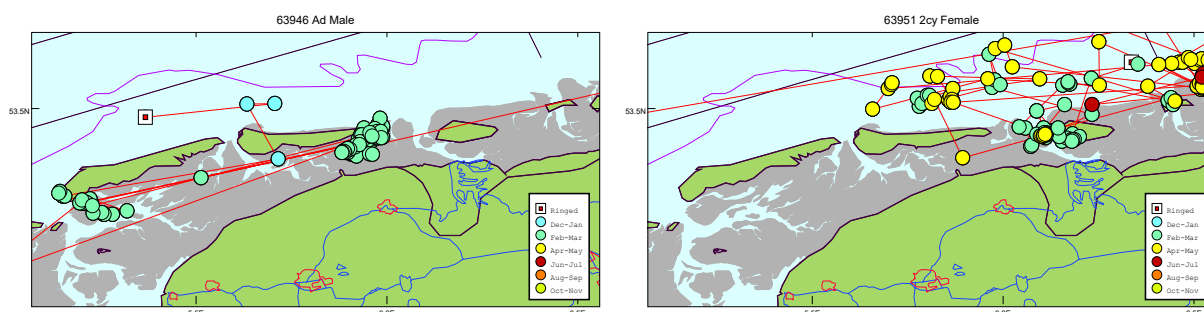 63946 Ad Male
63951 2cy Female
53.5N
53.5N
Ringed
Dec-Jan
Feb-Mar
Apr-May
Jun-Jul
Aug-Sep
Oct-Nov
Ringed
Dec-Jan
Feb-Mar
Apr-May
Jun-Jul
Aug-Sep
Oct-Nov